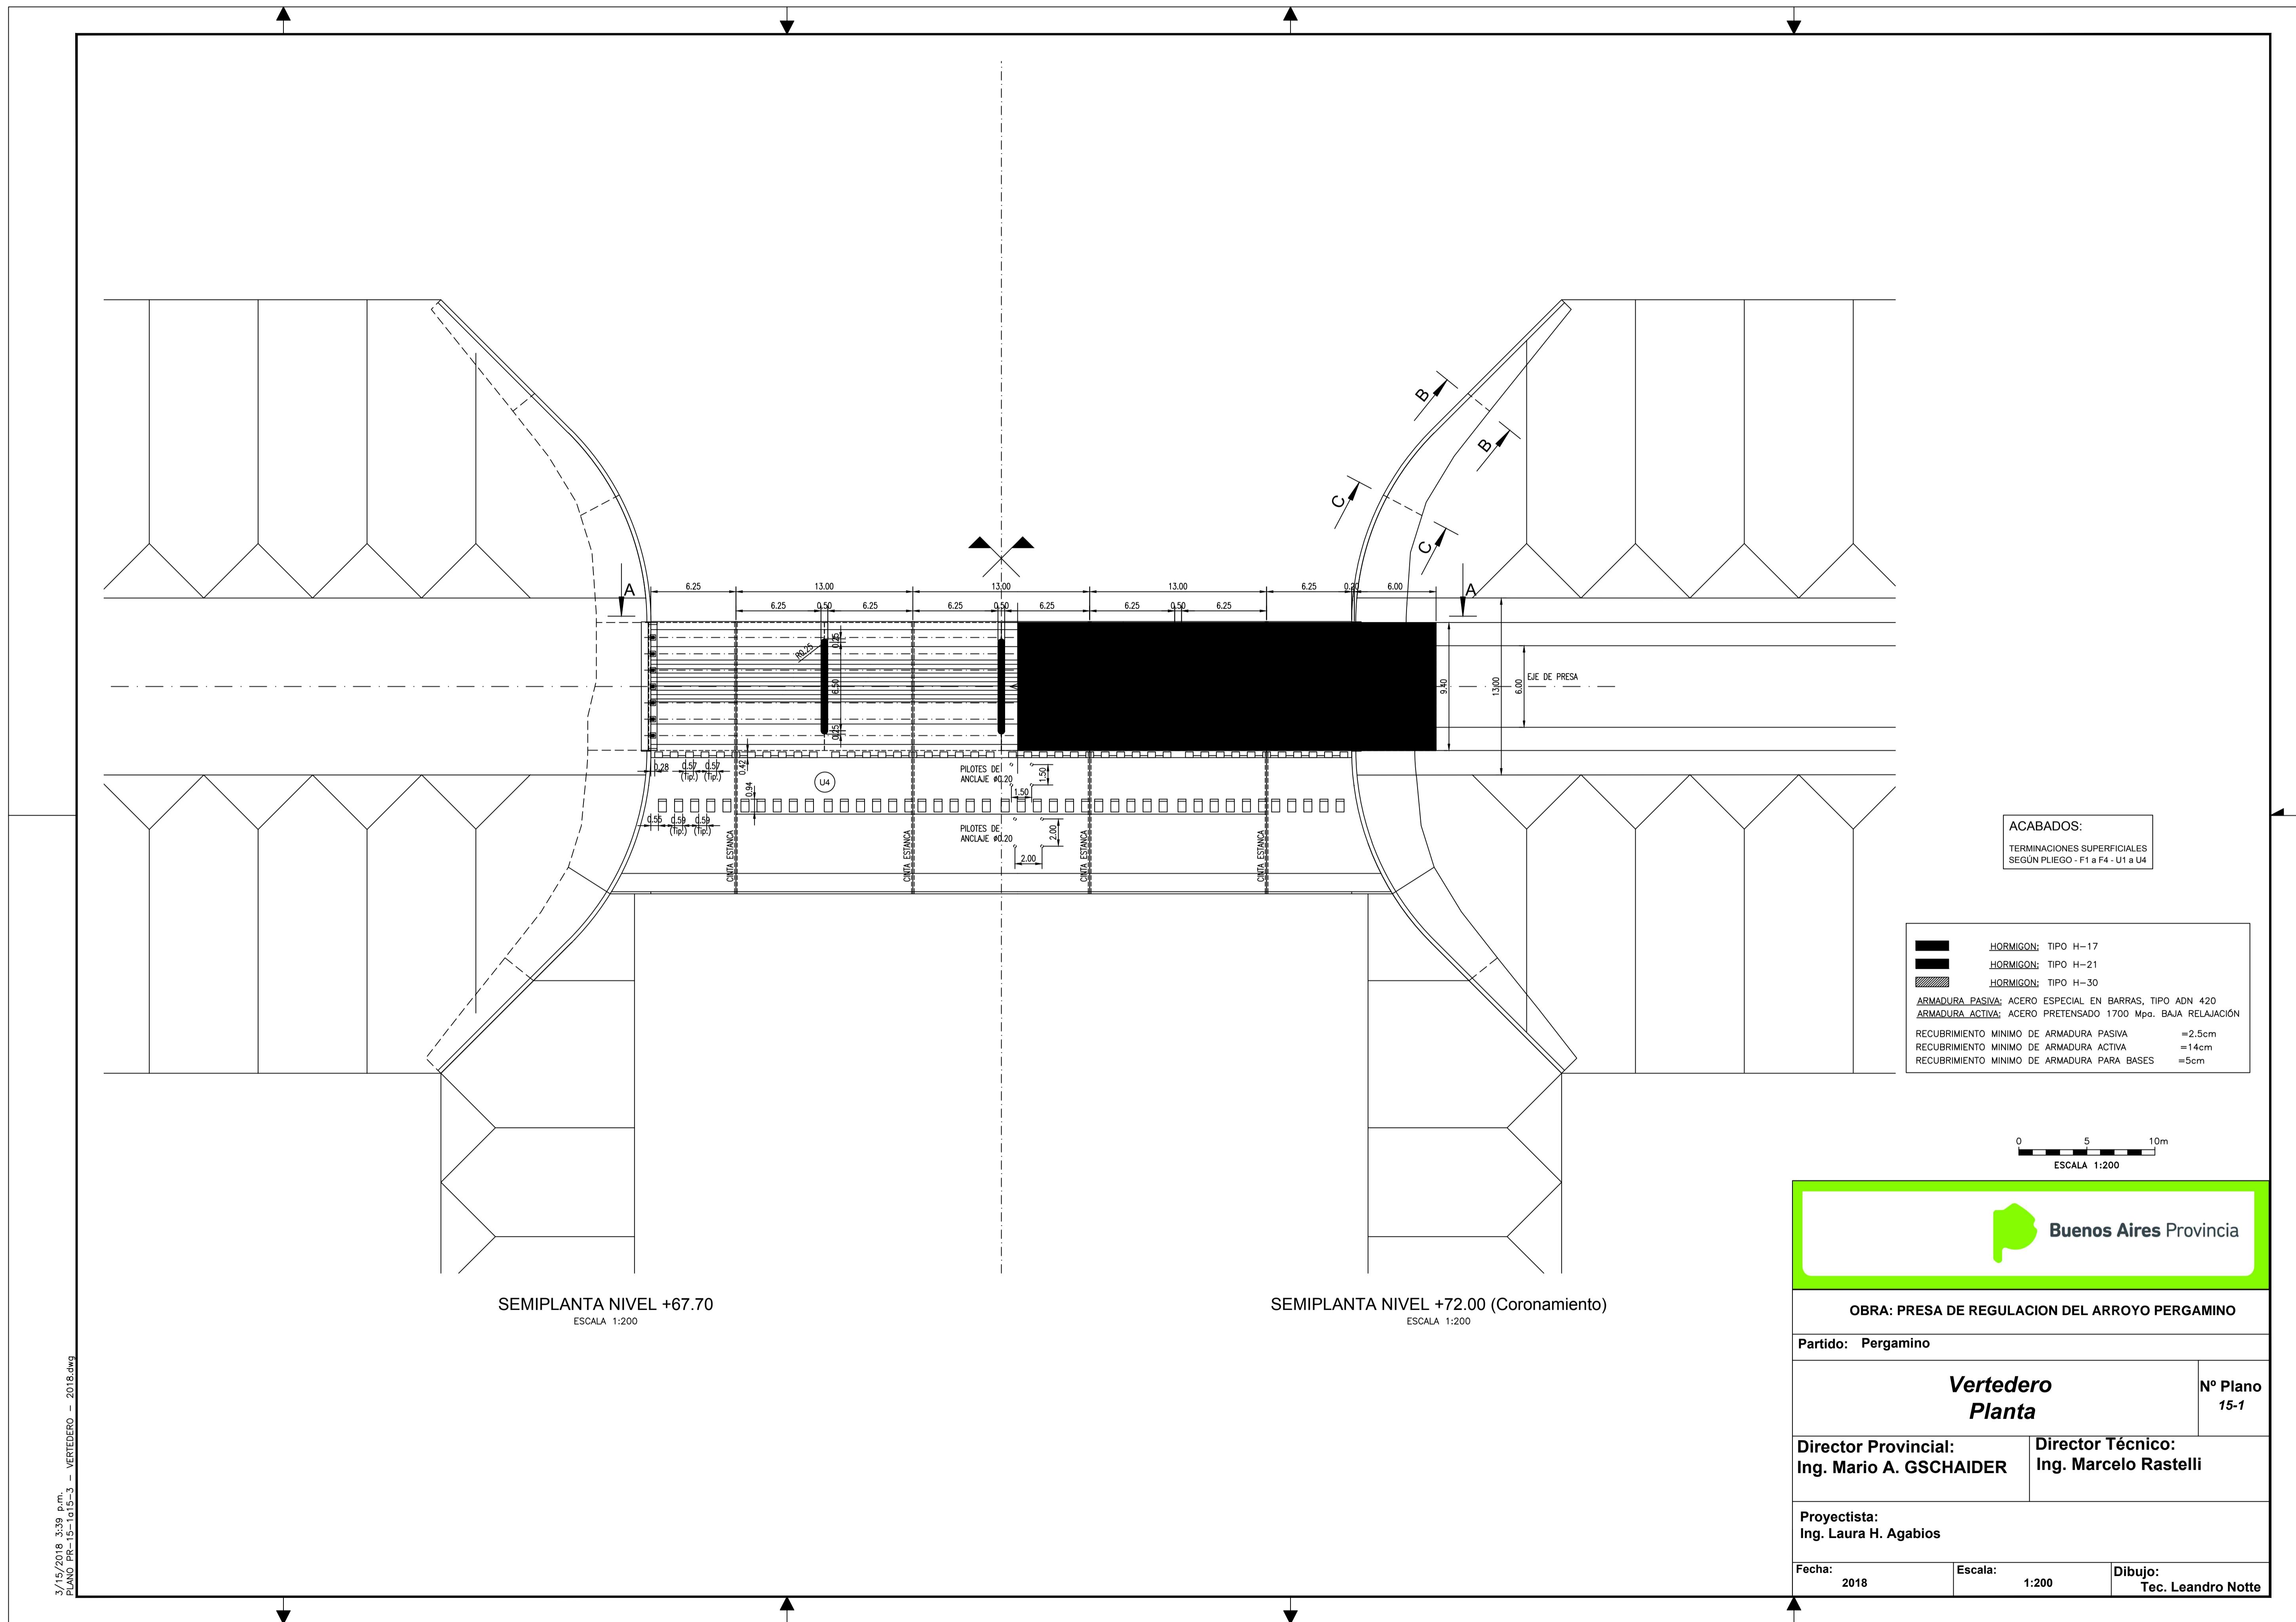 B
B
C
C
A
A
6.25
13.00
13.00
13.00
6.25
0.20
6.00
6.25
0.50
6.25
6.25
0.50
6.25
6.25
0.50
6.25
R0.25
0.25
6.50
0.25
9.40
13.00
6.00
EJE DE PRESA
0.28
0.57
(Tip.)
0.57
(Tip.)
0.42
0.94
U4
PILOTES DE
ANCLAJE ø0.20
1.50
1.50
0.55
0.59
(Tip.)
0.59
(Tip.)
PILOTES DE
ANCLAJE ø0.20
2.00
2.00
CINTA ESTANCA
CINTA ESTANCA
CINTA ESTANCA
CINTA ESTANCA
ACABADOS:
TERMINACIONES SUPERFICIALES
SEGÚN PLIEGO - F1 a F4 - U1 a U4
HORMIGON: TIPO H-17
HORMIGON: TIPO H-21
HORMIGON: TIPO H-30
ARMADURA PASIVA: ACERO ESPECIAL EN BARRAS, TIPO ADN 420
ARMADURA ACTIVA: ACERO PRETENSADO 1700 Mpa. BAJA RELAJACIÓN
RECUBRIMIENTO MINIMO DE ARMADURA PASIVA =2.5cm
RECUBRIMIENTO MINIMO DE ARMADURA ACTIVA =14cm
RECUBRIMIENTO MINIMO DE ARMADURA PARA BASES =5cm
0 5 10m
ESCALA 1:200
SEMIPLANTA NIVEL +67.70
ESCALA 1:200
SEMIPLANTA NIVEL +72.00 (Coronamiento)
ESCALA 1:200
Buenos Aires Provincia
OBRA: PRESA DE REGULACION DEL ARROYO PERGAMINO
Partido: Pergamino
Vertedero
Planta
Nº Plano
15-1
Director Provincial:
Ing. Mario A. GSCHAIDER
Director Técnico:
Ing. Marcelo Rastelli
Proyectista:
Ing. Laura H. Agabios
Fecha:
2018
Escala:
1:200
Dibujo:
Tec. Leandro Notte
3/15/2018 3:39 p.m.
PLANO PR-15-1a15-3 - VERTEDERO - 2018.dwg